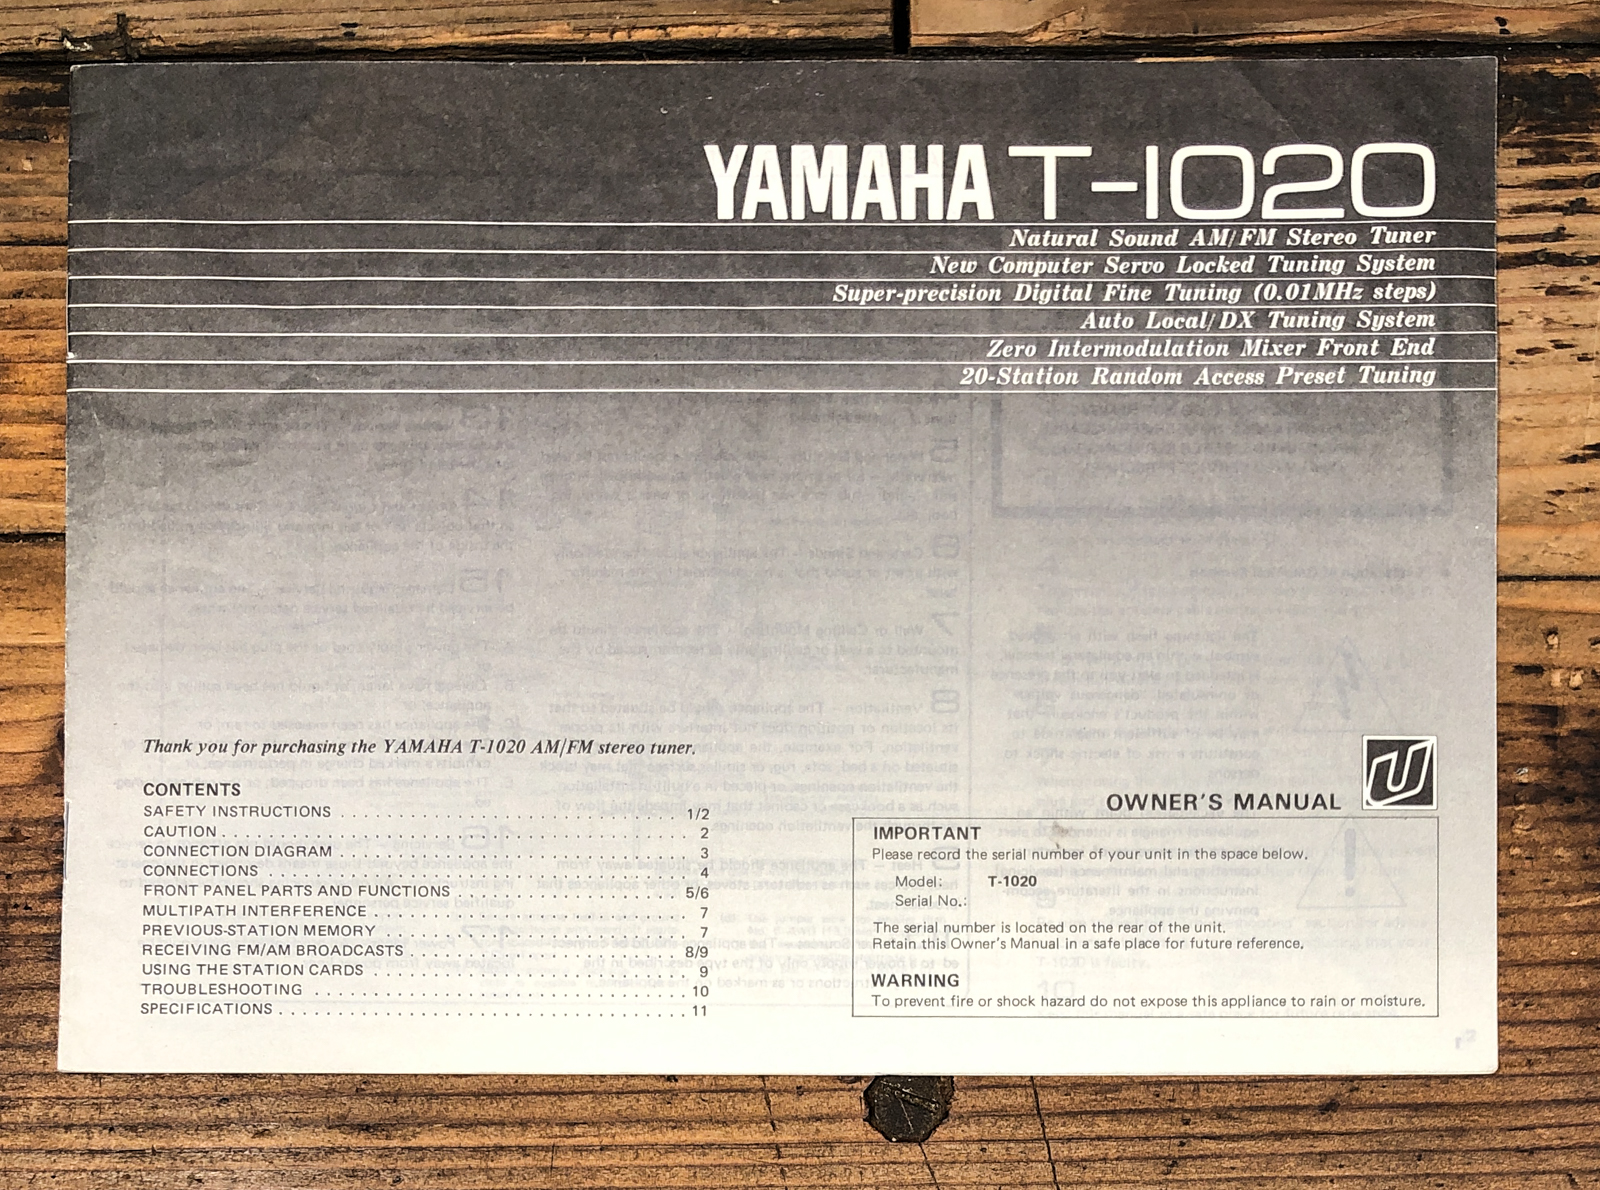 YAMAHA T-1020
Natural Sound AM/FM Stereo Tuner
New Computer Servo Locked Tuning System
Super-precision Digital Fine Tuning (0.01MHz steps)
Auto Local/DX Tuning System
Zero Intermodulation Mixer Front End
20-Station Random Access Preset Tuning
Thank you for purchasing the YAMAHA T-1020 AM/FM stereo tuner.
CONTENTS
SAFETY INSTRUCTIONS . . . . . . . . . . 1/2
CAUTION . . . . . . . . . . 2
CONNECTION DIAGRAM . . . . . . . . . . 3
CONNECTIONS . . . . . . . . . . 4
FRONT PANEL PARTS AND FUNCTIONS . . . . . . . . . . 5/6
MULTIPATH INTERFERENCE . . . . . . . . . . 7
PREVIOUS-STATION MEMORY . . . . . . . . . . 7
RECEIVING FM/AM BROADCASTS . . . . . . . . . . 8/9
USING THE STATION CARDS . . . . . . . . . . 9
TROUBLESHOOTING . . . . . . . . . . 10
SPECIFICATIONS . . . . . . . . . . 11
OWNER'S MANUAL
IMPORTANT
Please record the serial number of your unit in the space below.
Model: T-1020
Serial No.:
The serial number is located on the rear of the unit.
Retain this Owner's Manual in a safe place for future reference.
WARNING
To prevent fire or shock hazard do not expose this appliance to rain or moisture.